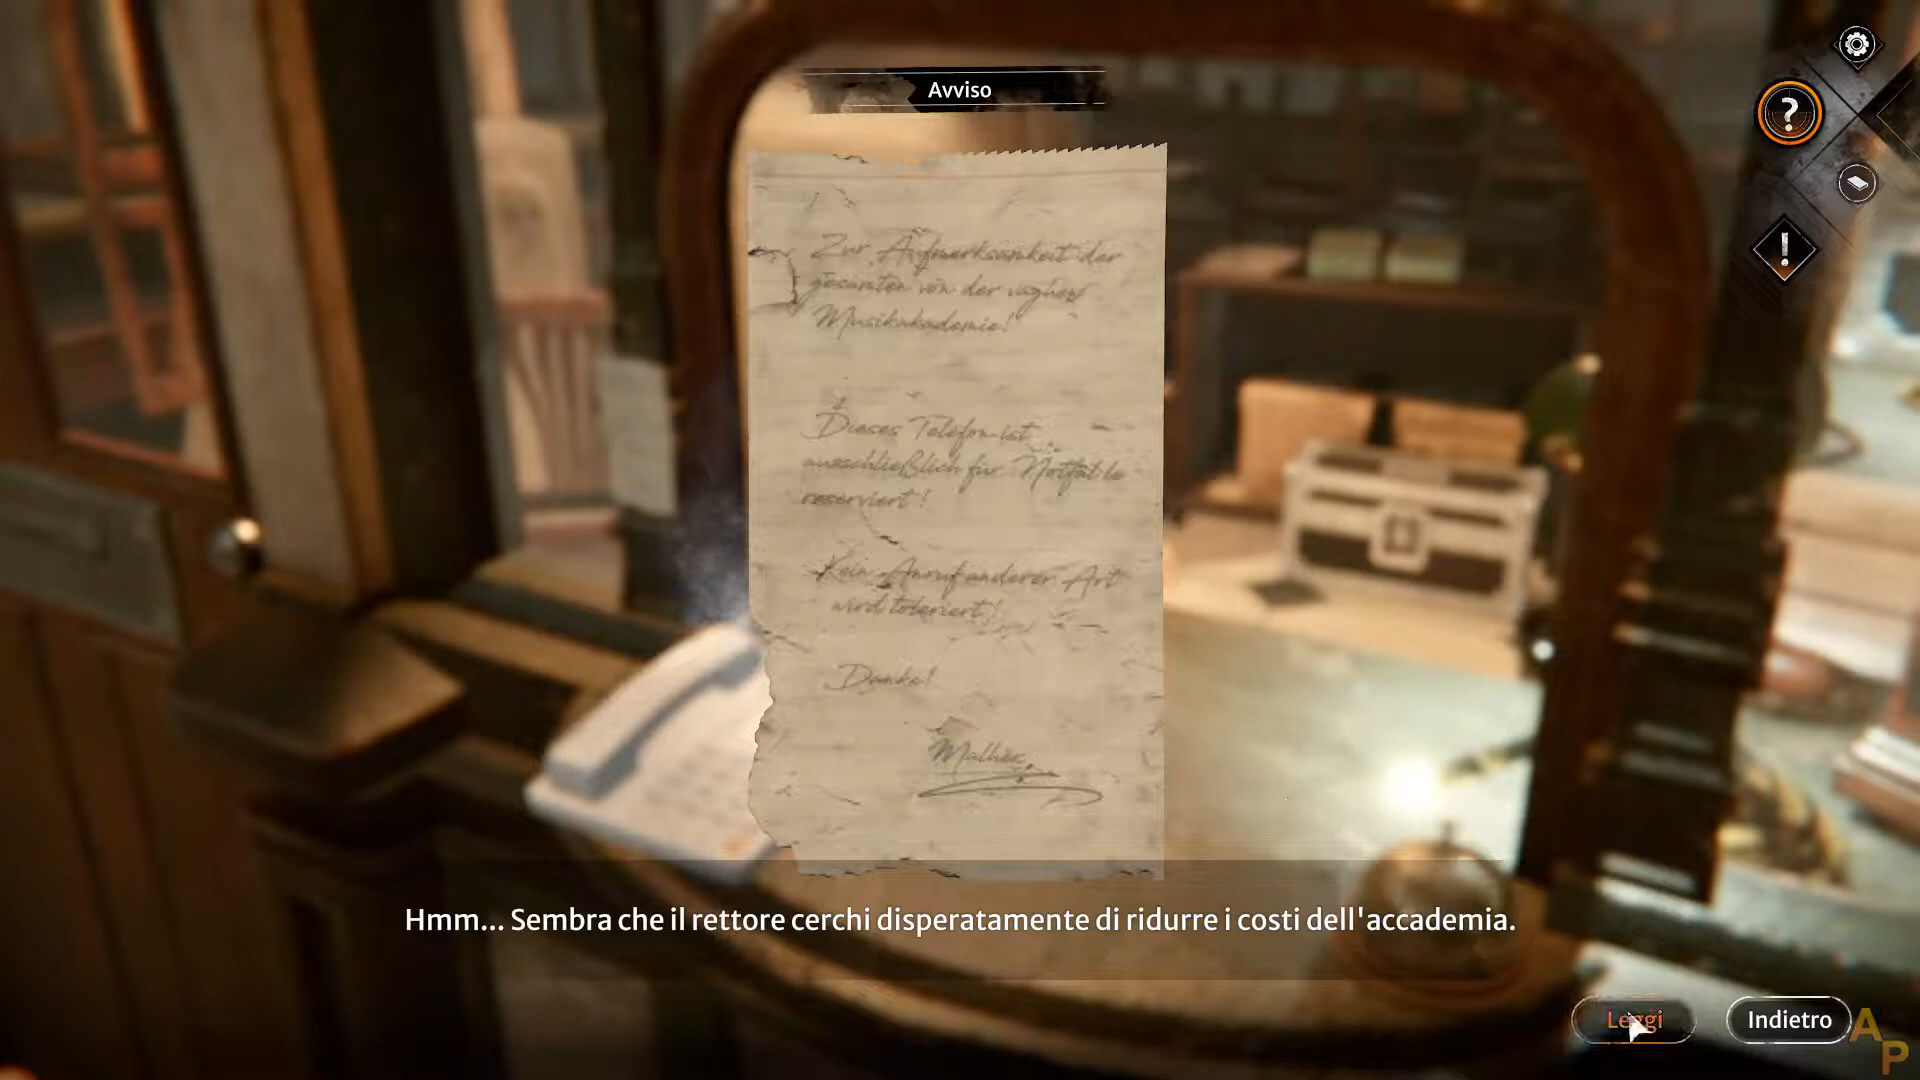 Avviso
Zur Aufmerksamkeit der
gesamten von der vaguen
Musikakademie!
Dieses Telefon ist
ausschließlich für Notfälle
reserviert!
Kein Anruf anderer Art
wird toleriert!
Danke!
Hmm... Sembra che il rettore cerchi disperatamente di ridurre i costi dell'accademia.
Leggi
Indietro
A
P